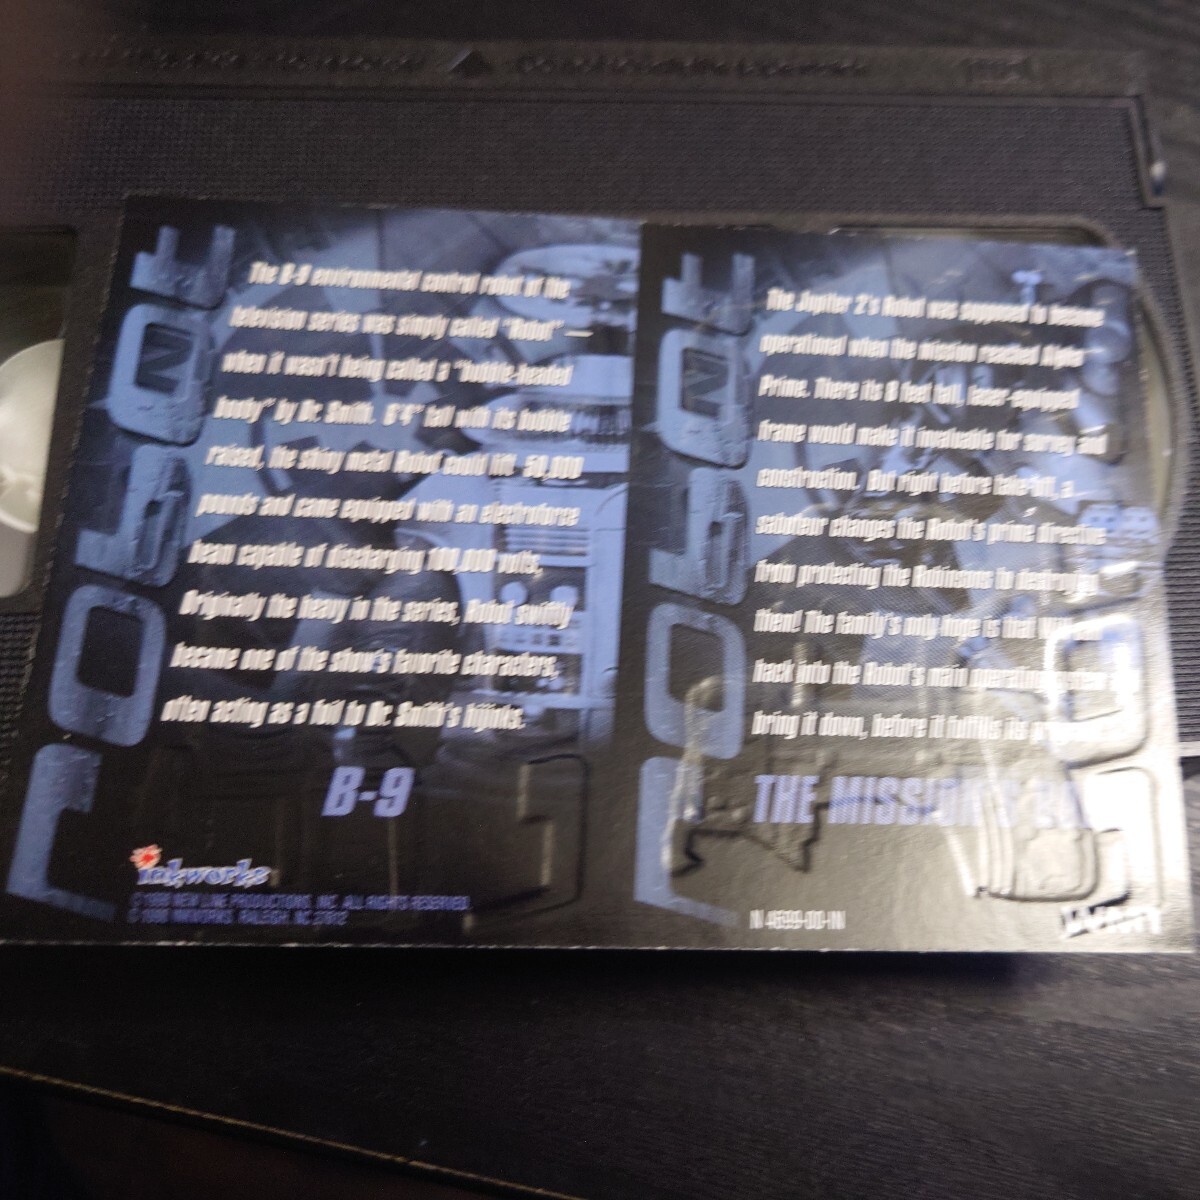 The B-9 environmental control robot of the
television series was simply called "Robot" —
when it wasn't being called a "bubble-headed
booby" by Dr. Smith. 6'4" tall with its bubble
raised, the shiny metal Robot could lift 50,000
pounds and came equipped with an electroforce
beam capable of discharging 100,000 volts.
Originally the heavy in the series, Robot swiftly
became one of the show's favorite characters,
often acting as a foil to Dr. Smith's hijinks.
B-9
inkworks
© 1998 NEW LINE PRODUCTIONS, INC. ALL RIGHTS RESERVED.
© 1998 INKWORKS. RALEIGH, NC 27612
ROBOT
The Jupiter 2's Robot was supposed to become
operational when the mission reached Alpha
Prime. There its 8 feet tall, laser-equipped
frame would make it invaluable for survey and
construction. But right before take off, a
saboteur changes the Robot's prime directive
from protecting the Robinsons to destroying
them! The family's only hope is that Will can
hack into the Robot's main operating
bring it down, before it fulfills its
THE MISSION'S
ROBOT
N 4699-00-IN